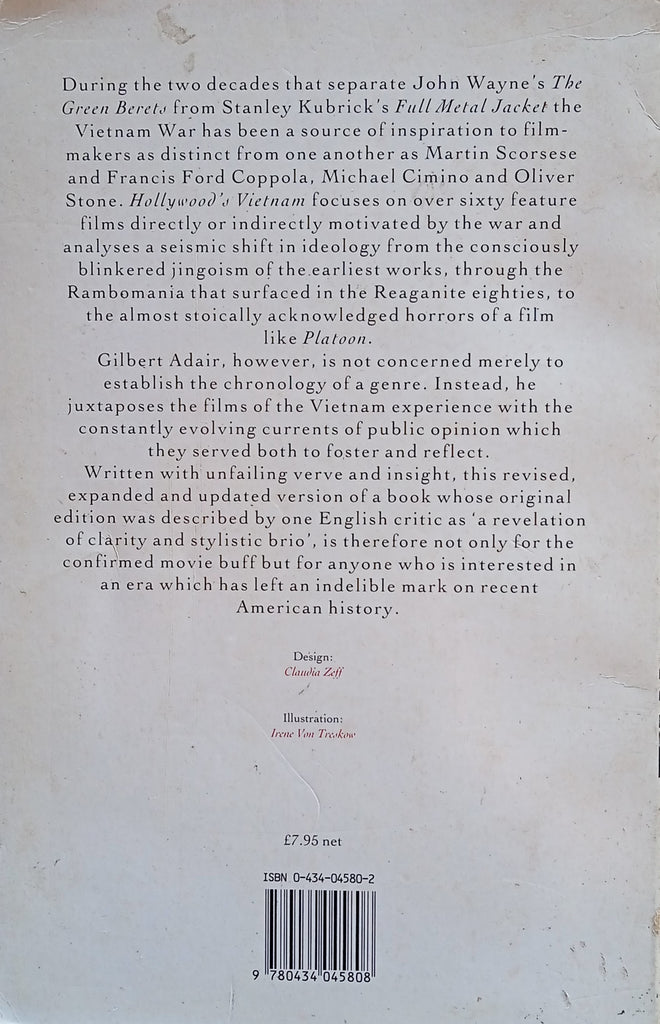 During the two decades that separate John Wayne's The
Green Berets from Stanley Kubrick's Full Metal Jacket the
Vietnam War has been a source of inspiration to film-
makers as distinct from one another as Martin Scorsese
and Francis Ford Coppola, Michael Cimino and Oliver
Stone. Hollywood's Vietnam focuses on over sixty feature
films directly or indirectly motivated by the war and
analyses a seismic shift in ideology from the consciously
blinkered jingoism of the earliest works, through the
Rambomania that surfaced in the Reaganite eighties, to
the almost stoically acknowledged horrors of a film
like Platoon.
Gilbert Adair, however, is not concerned merely to
establish the chronology of a genre. Instead, he
juxtaposes the films of the Vietnam experience with the
constantly evolving currents of public opinion which
they served both to foster and reflect.
Written with unfailing verve and insight, this revised,
expanded and updated version of a book whose original
edition was described by one English critic as 'a revelation
of clarity and stylistic brio', is therefore not only for the
confirmed movie buff but for anyone who is interested in
an era which has left an indelible mark on recent
American history.
Design:
Claudia Zeff
Illustration:
Irene Von Treskow
£7.95 net
ISBN 0-434-04580-2
9 780434 045808